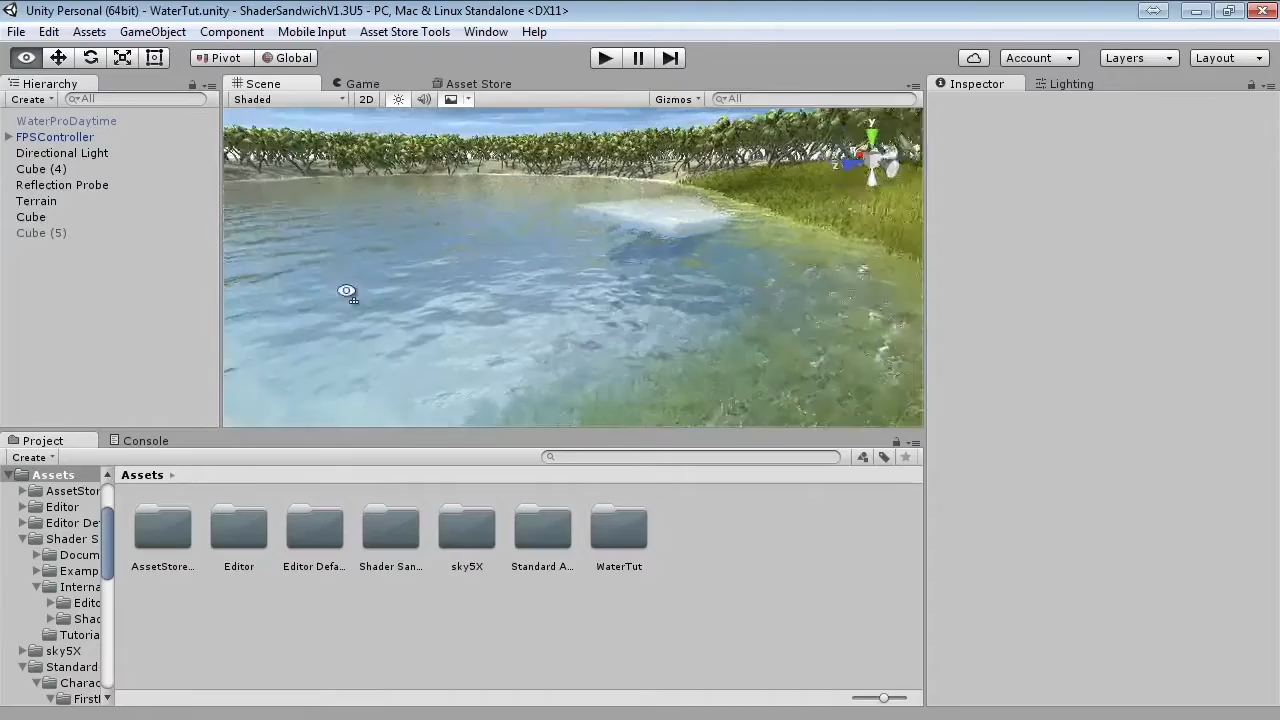 Unity Personal (64bit) - WaterTut.unity - ShaderSandwichV1.3U5 - PC, Mac & Linux Standalone <DX11>
File Edit Assets GameObject Component Mobile Input Asset Store Tools Window Help
Pivot Global Account Layers Layout
Hierarchy Scene Game Asset Store Inspector Lighting
Create All Shaded 2D Gizmos All
WaterProDaytime
FPSController
Directional Light
Cube (4)
Reflection Probe
Terrain
Cube
Cube (5)
y
z
Project Console
Create
Assets Assets
AssetStor
Editor
Editor De
Shader S
Docum
Examp
Interna
Edito
Shad
Tutoria
sky5X
Standard
Charac
FirstI
AssetStore... Editor Editor Defa... Shader San... sky5X Standard A... WaterTut